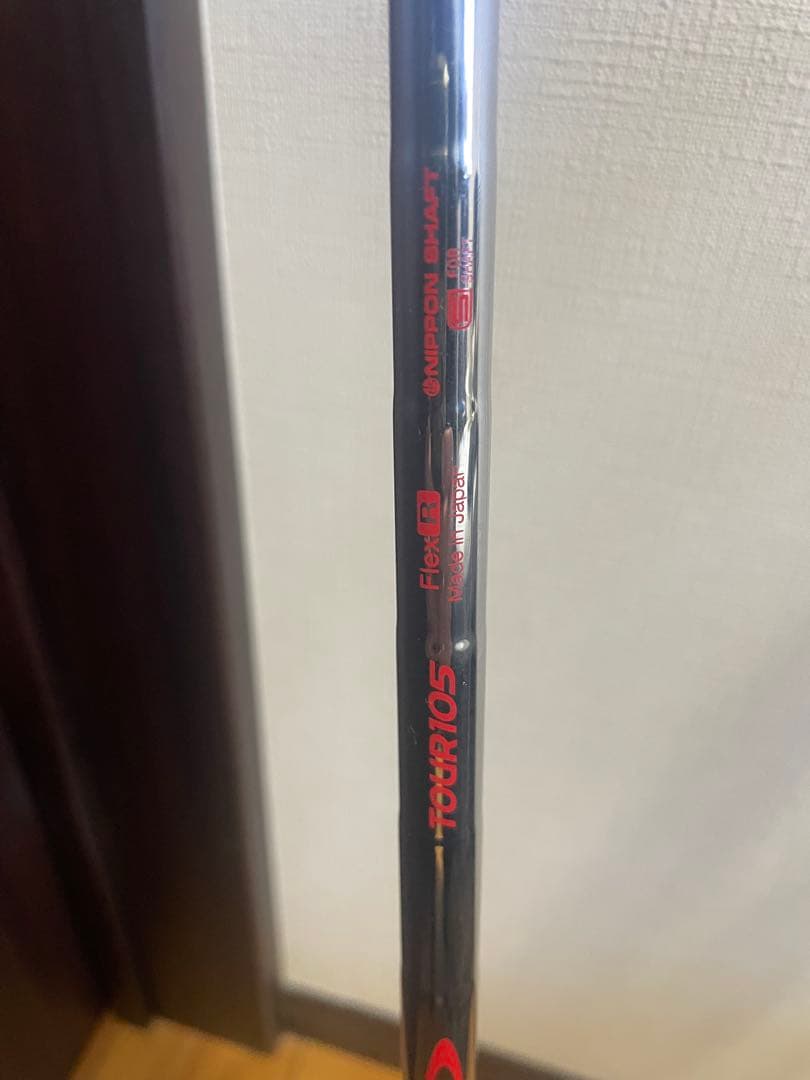 TOUR105
Flex R
Made in Japan
NIPPON SHAFT